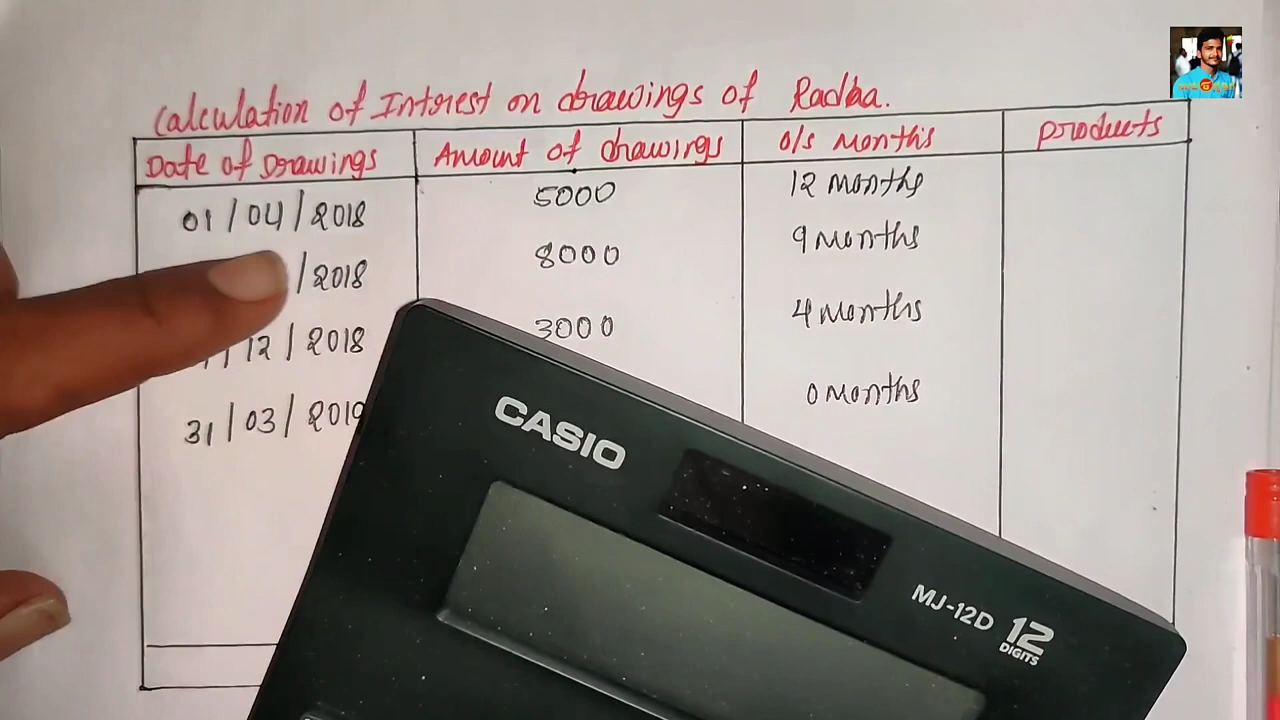 Calculation of Interest on drawings of Radha.
Date of Drawings Amount of drawings o/s months products
01/04/2018 5000 12 months
/2018 8000 9 months
/12/2018 3000 4 months
31/03/2019 0 months
CASIO
MJ-12D 12
DIGITS